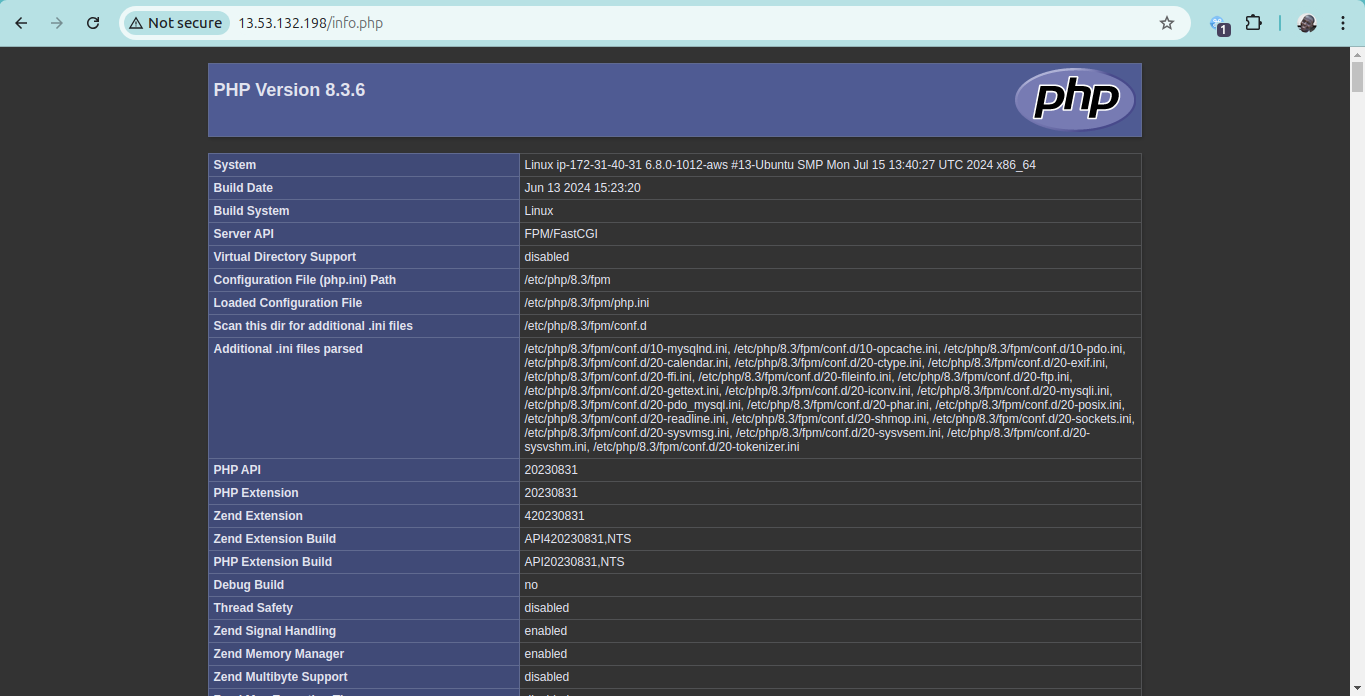 Not secure 13.53.132.198/info.php
1
PHP Version 8.3.6
php
System Linux ip-172-31-40-31 6.8.0-1012-aws #13-Ubuntu SMP Mon Jul 15 13:40:27 UTC 2024 x86_64
Build Date Jun 13 2024 15:23:20
Build System Linux
Server API FPM/FastCGI
Virtual Directory Support disabled
Configuration File (php.ini) Path /etc/php/8.3/fpm
Loaded Configuration File /etc/php/8.3/fpm/php.ini
Scan this dir for additional .ini files /etc/php/8.3/fpm/conf.d
Additional .ini files parsed /etc/php/8.3/fpm/conf.d/10-mysqlnd.ini, /etc/php/8.3/fpm/conf.d/10-opcache.ini, /etc/php/8.3/fpm/conf.d/10-pdo.ini,
/etc/php/8.3/fpm/conf.d/20-calendar.ini, /etc/php/8.3/fpm/conf.d/20-ctype.ini, /etc/php/8.3/fpm/conf.d/20-exif.ini,
/etc/php/8.3/fpm/conf.d/20-ffi.ini, /etc/php/8.3/fpm/conf.d/20-fileinfo.ini, /etc/php/8.3/fpm/conf.d/20-ftp.ini,
/etc/php/8.3/fpm/conf.d/20-gettext.ini, /etc/php/8.3/fpm/conf.d/20-iconv.ini, /etc/php/8.3/fpm/conf.d/20-mysqli.ini,
/etc/php/8.3/fpm/conf.d/20-pdo_mysql.ini, /etc/php/8.3/fpm/conf.d/20-phar.ini, /etc/php/8.3/fpm/conf.d/20-posix.ini,
/etc/php/8.3/fpm/conf.d/20-readline.ini, /etc/php/8.3/fpm/conf.d/20-shmop.ini, /etc/php/8.3/fpm/conf.d/20-sockets.ini,
/etc/php/8.3/fpm/conf.d/20-sysvmsg.ini, /etc/php/8.3/fpm/conf.d/20-sysvsem.ini, /etc/php/8.3/fpm/conf.d/20-
sysvshm.ini, /etc/php/8.3/fpm/conf.d/20-tokenizer.ini
PHP API 20230831
PHP Extension 20230831
Zend Extension 420230831
Zend Extension Build API420230831,NTS
PHP Extension Build API20230831,NTS
Debug Build no
Thread Safety disabled
Zend Signal Handling enabled
Zend Memory Manager enabled
Zend Multibyte Support disabled